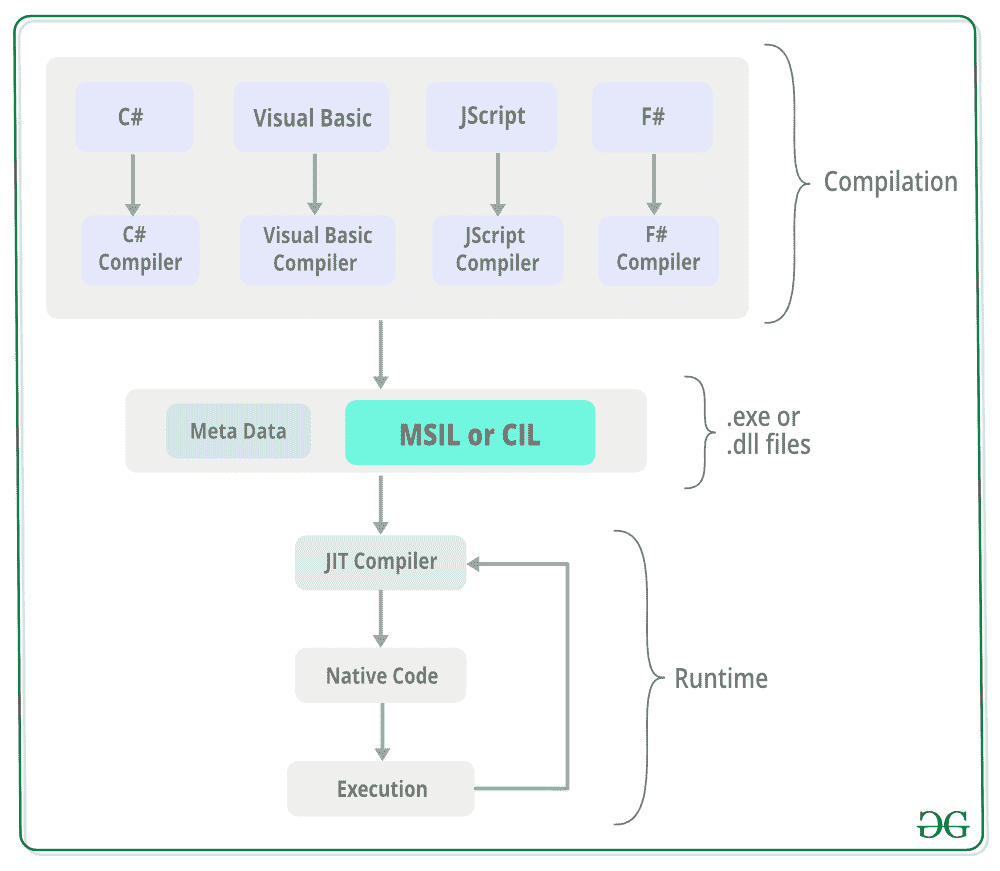 C#
Visual Basic
JScript
F#
C#
Compiler
Visual Basic
Compiler
JScript
Compiler
F#
Compiler
Compilation
Meta Data
MSIL or CIL
.exe or
.dll files
JIT Compiler
Native Code
Execution
Runtime